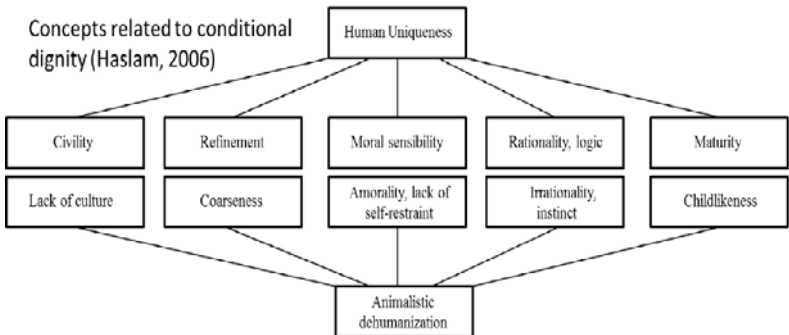 Concepts related to conditional
dignity (Haslam, 2006)
Human Uniqueness
Civility
Refinement
Moral sensibility
Rationality, logic
Maturity
Lack of culture
Coarseness
Amorality, lack of
self-restraint
Irrationality,
instinct
Childlikeness
Animalistic
dehumanization